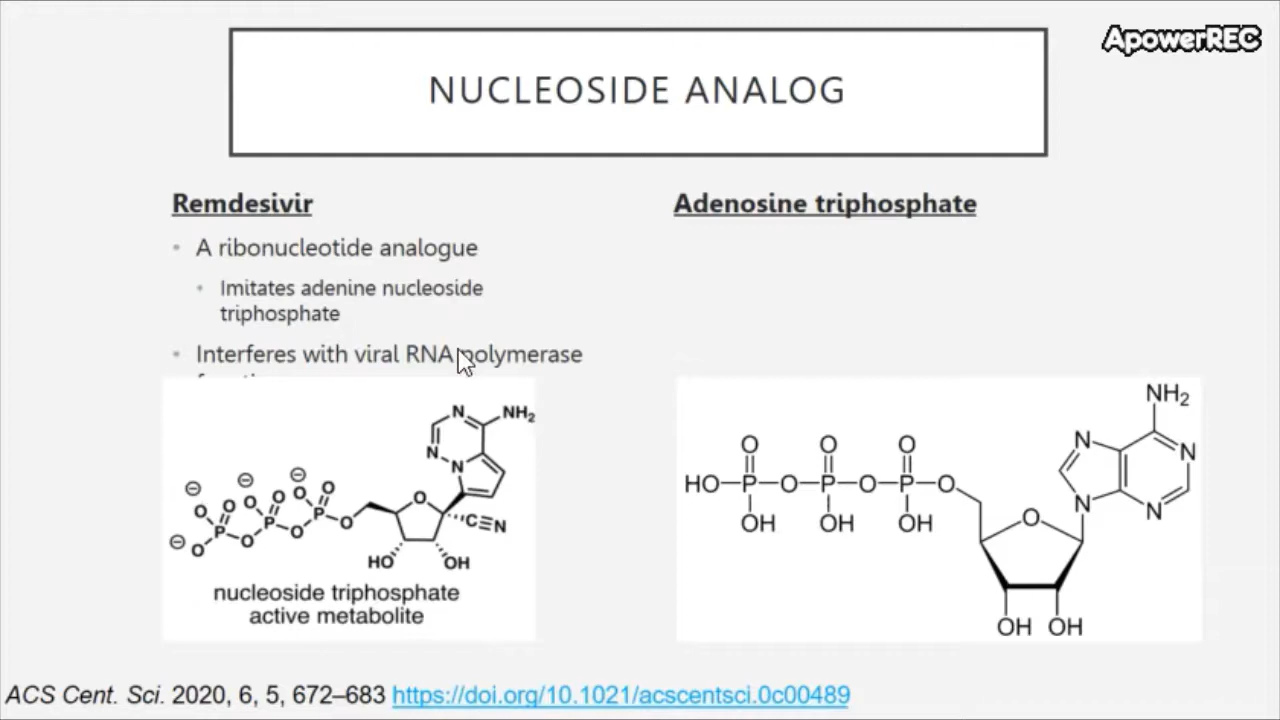 ApowerREC
NUCLEOSIDE ANALOG
Remdesivir
• A ribonucleotide analogue
• Imitates adenine nucleoside
triphosphate
• Interferes with viral RNA polymerase
Adenosine triphosphate
N NH₂
N N
⊖ ⊖ ⊖
O O O O O O O
P P P O O C≡N
⊖ O O O
HO OH
nucleoside triphosphate
active metabolite
NH₂
O O O N N
HO P O P O P O N N
OH OH OH O
OH OH
ACS Cent. Sci. 2020, 6, 5, 672–683 https://doi.org/10.1021/acscentsci.0c00489